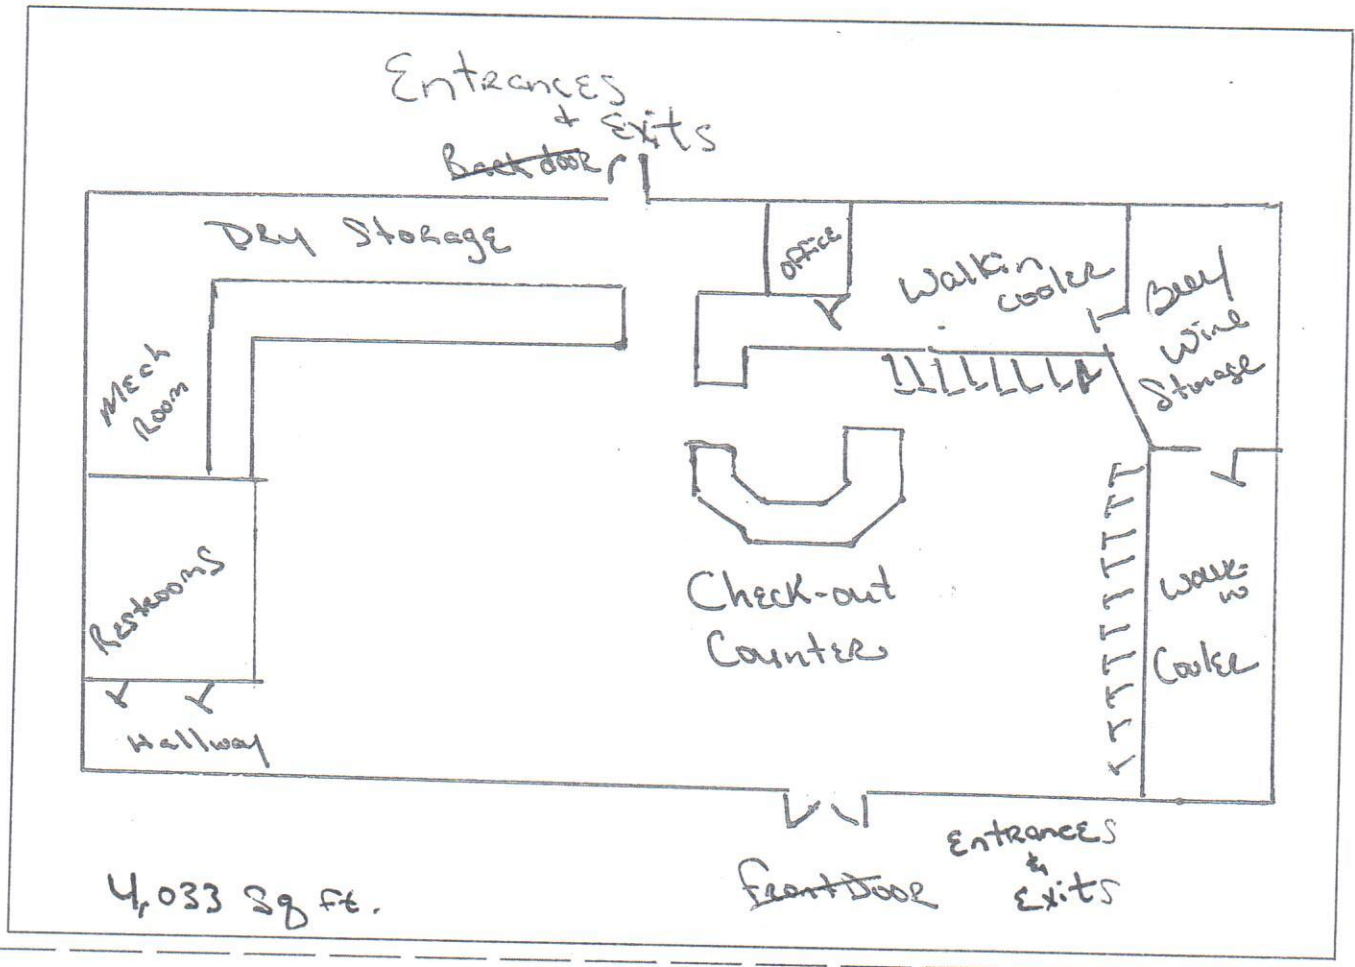 Entrances
+ Exits
Back door
Dry Storage
Office
Walkin
cooler
Wine
Storage
Mech
Room
Restrooms
Check-out
Counter
Walk-
in
Cooler
Hallway
Entrances
&
Exits
Front Door
4,033 Sq Ft.